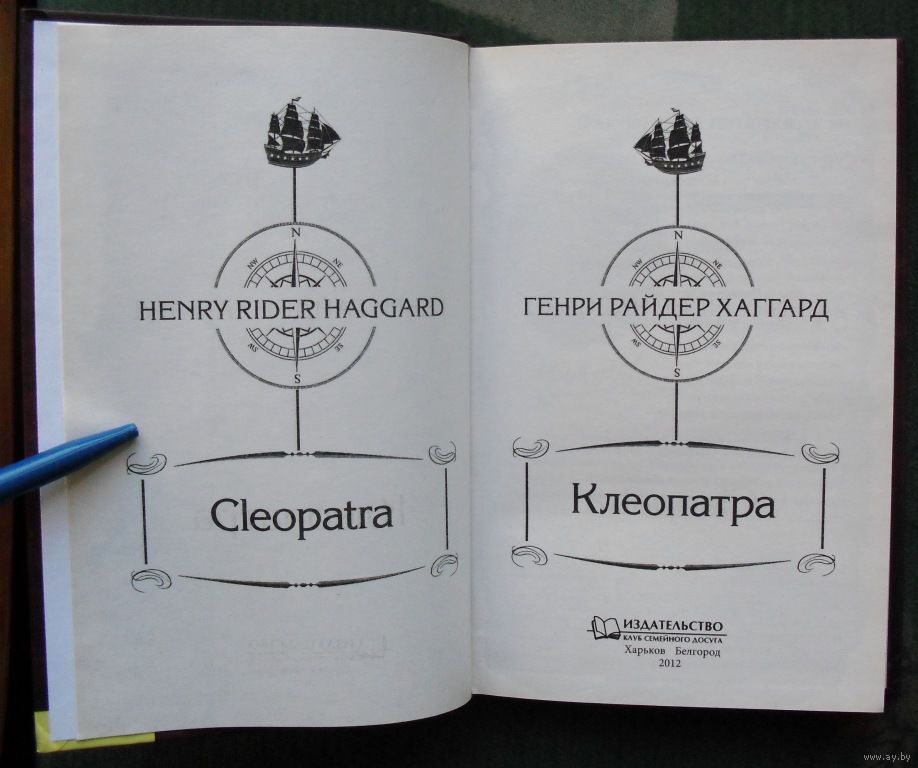 N
NW
NE
HENRY RIDER HAGGARD
SW
SE
S
Cleopatra
N
NW
NE
ГЕНРИ РАЙДЕР ХАГГАРД
SW
SE
S
Клеопатра
ИЗДАТЕЛЬСТВО
КЛУБ СЕМЕЙНОГО ДОСУГА
Харьков Белгород
2012
www.ay.by